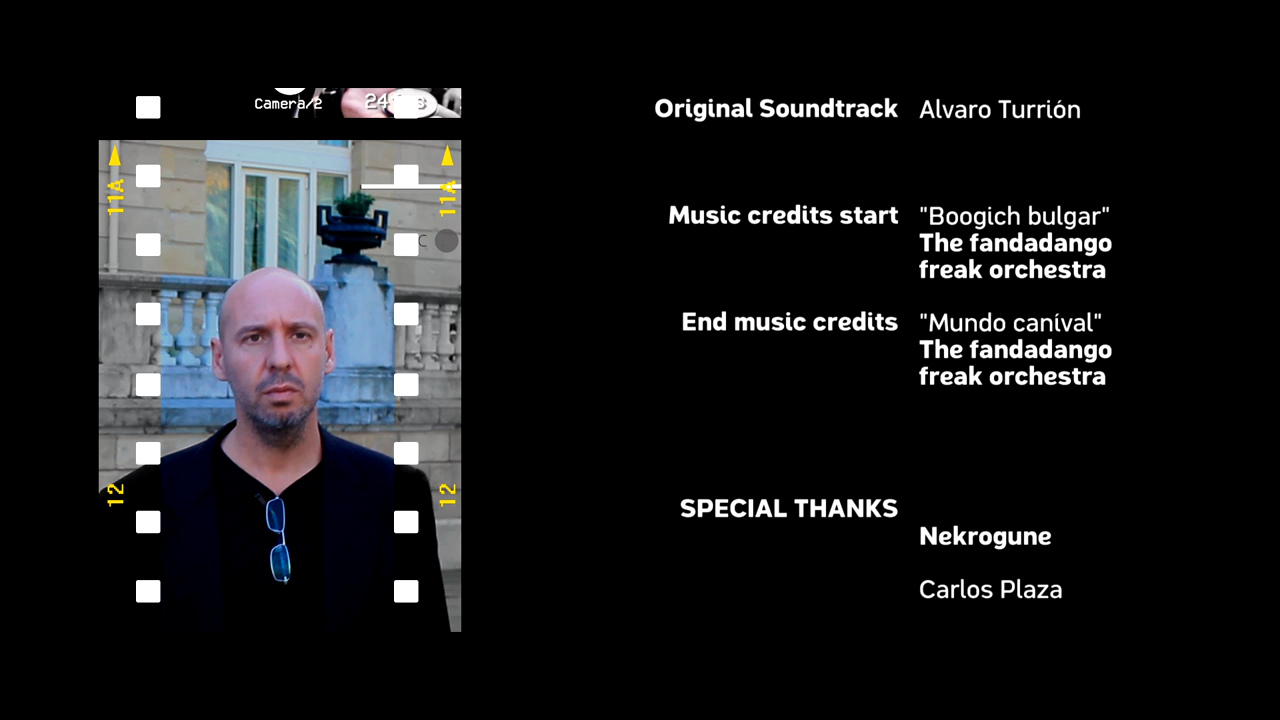 Camera/2
Original Soundtrack Alvaro Turrión
11A 11A
Music credits start "Boogich bulgar"
The fandadango
freak orchestra
C
End music credits "Mundo caníval"
The fandadango
freak orchestra
12 12
SPECIAL THANKS
Nekrogune
Carlos Plaza